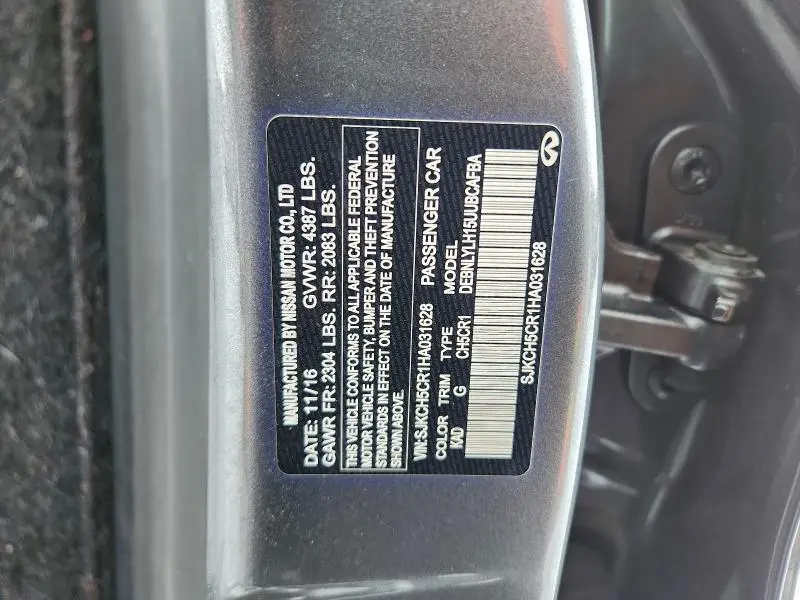 MANUFACTURED BY NISSAN MOTOR CO., LTD
DATE: 11/16 GVWR: 4387 LBS.
GAWR FR: 2304 LBS. RR: 2083 LBS.
THIS VEHICLE CONFORMS TO ALL APPLICABLE FEDERAL
MOTOR VEHICLE SAFETY, BUMPER AND THEFT PREVENTION
STANDARDS IN EFFECT ON THE DATE OF MANUFACTURE
SHOWN ABOVE.
VIN:SJKCH5CR1HA031628 PASSENGER CAR
COLOR TRIM TYPE MODEL
KAD G CH5CR1 DEBNLYLH15UUBCAFBA
SJKCH5CR1HA031628